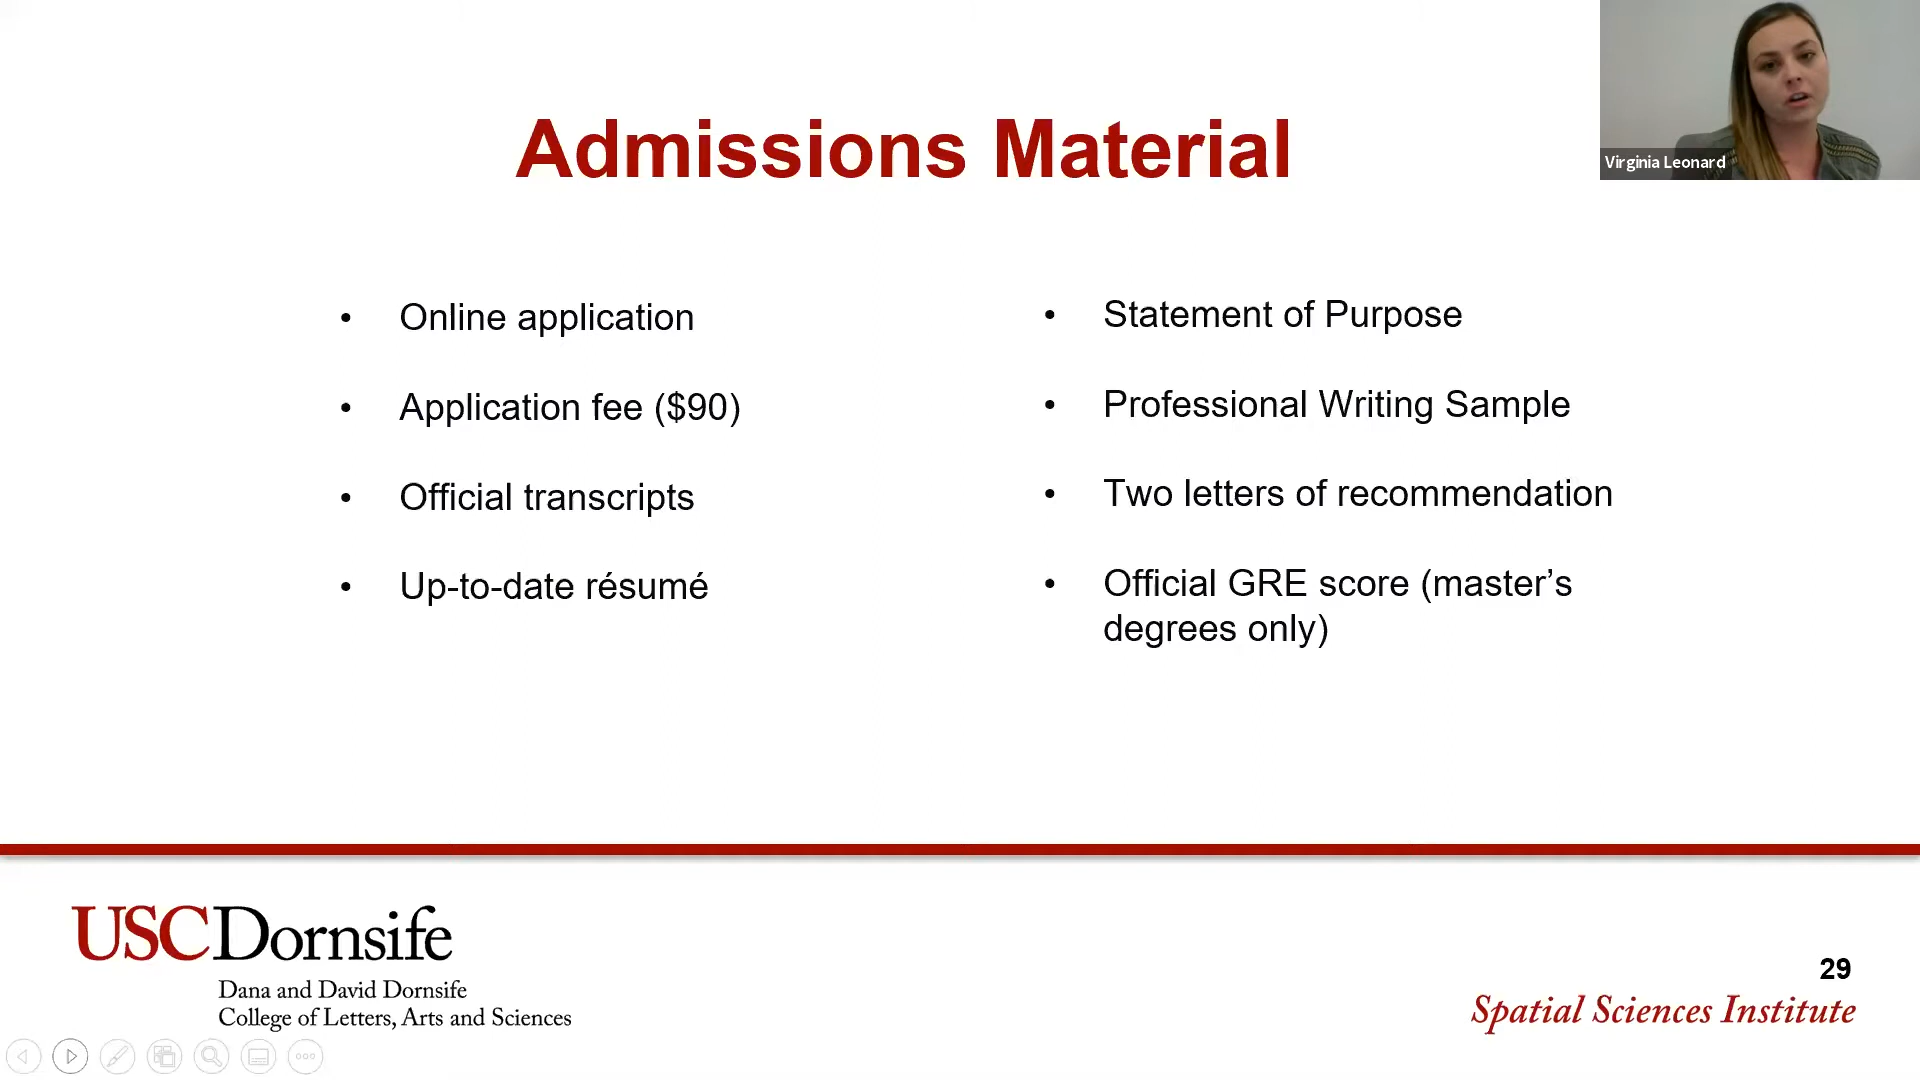 Admissions Material
Virginia Leonard
• Online application
• Application fee ($90)
• Official transcripts
• Up-to-date résumé
• Statement of Purpose
• Professional Writing Sample
• Two letters of recommendation
• Official GRE score (master’s
degrees only)
USCDornsife
Dana and David Dornsife
College of Letters, Arts and Sciences
29
Spatial Sciences Institute